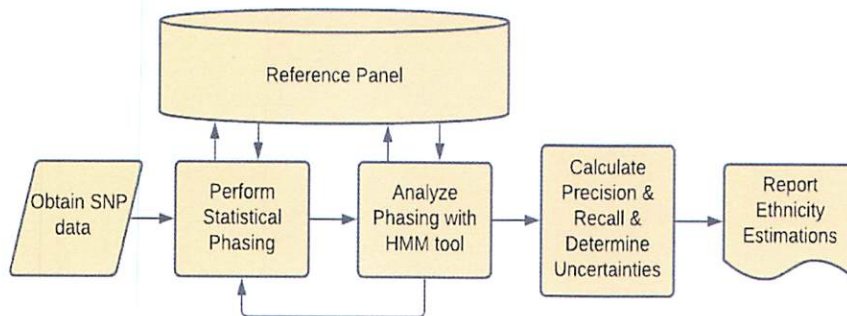 Reference Panel
Obtain SNP
data
Perform
Statistical
Phasing
Analyze
Phasing with
HMM tool
Calculate
Precision &
Recall &
Determine
Uncertainties
Report
Ethnicity
Estimations